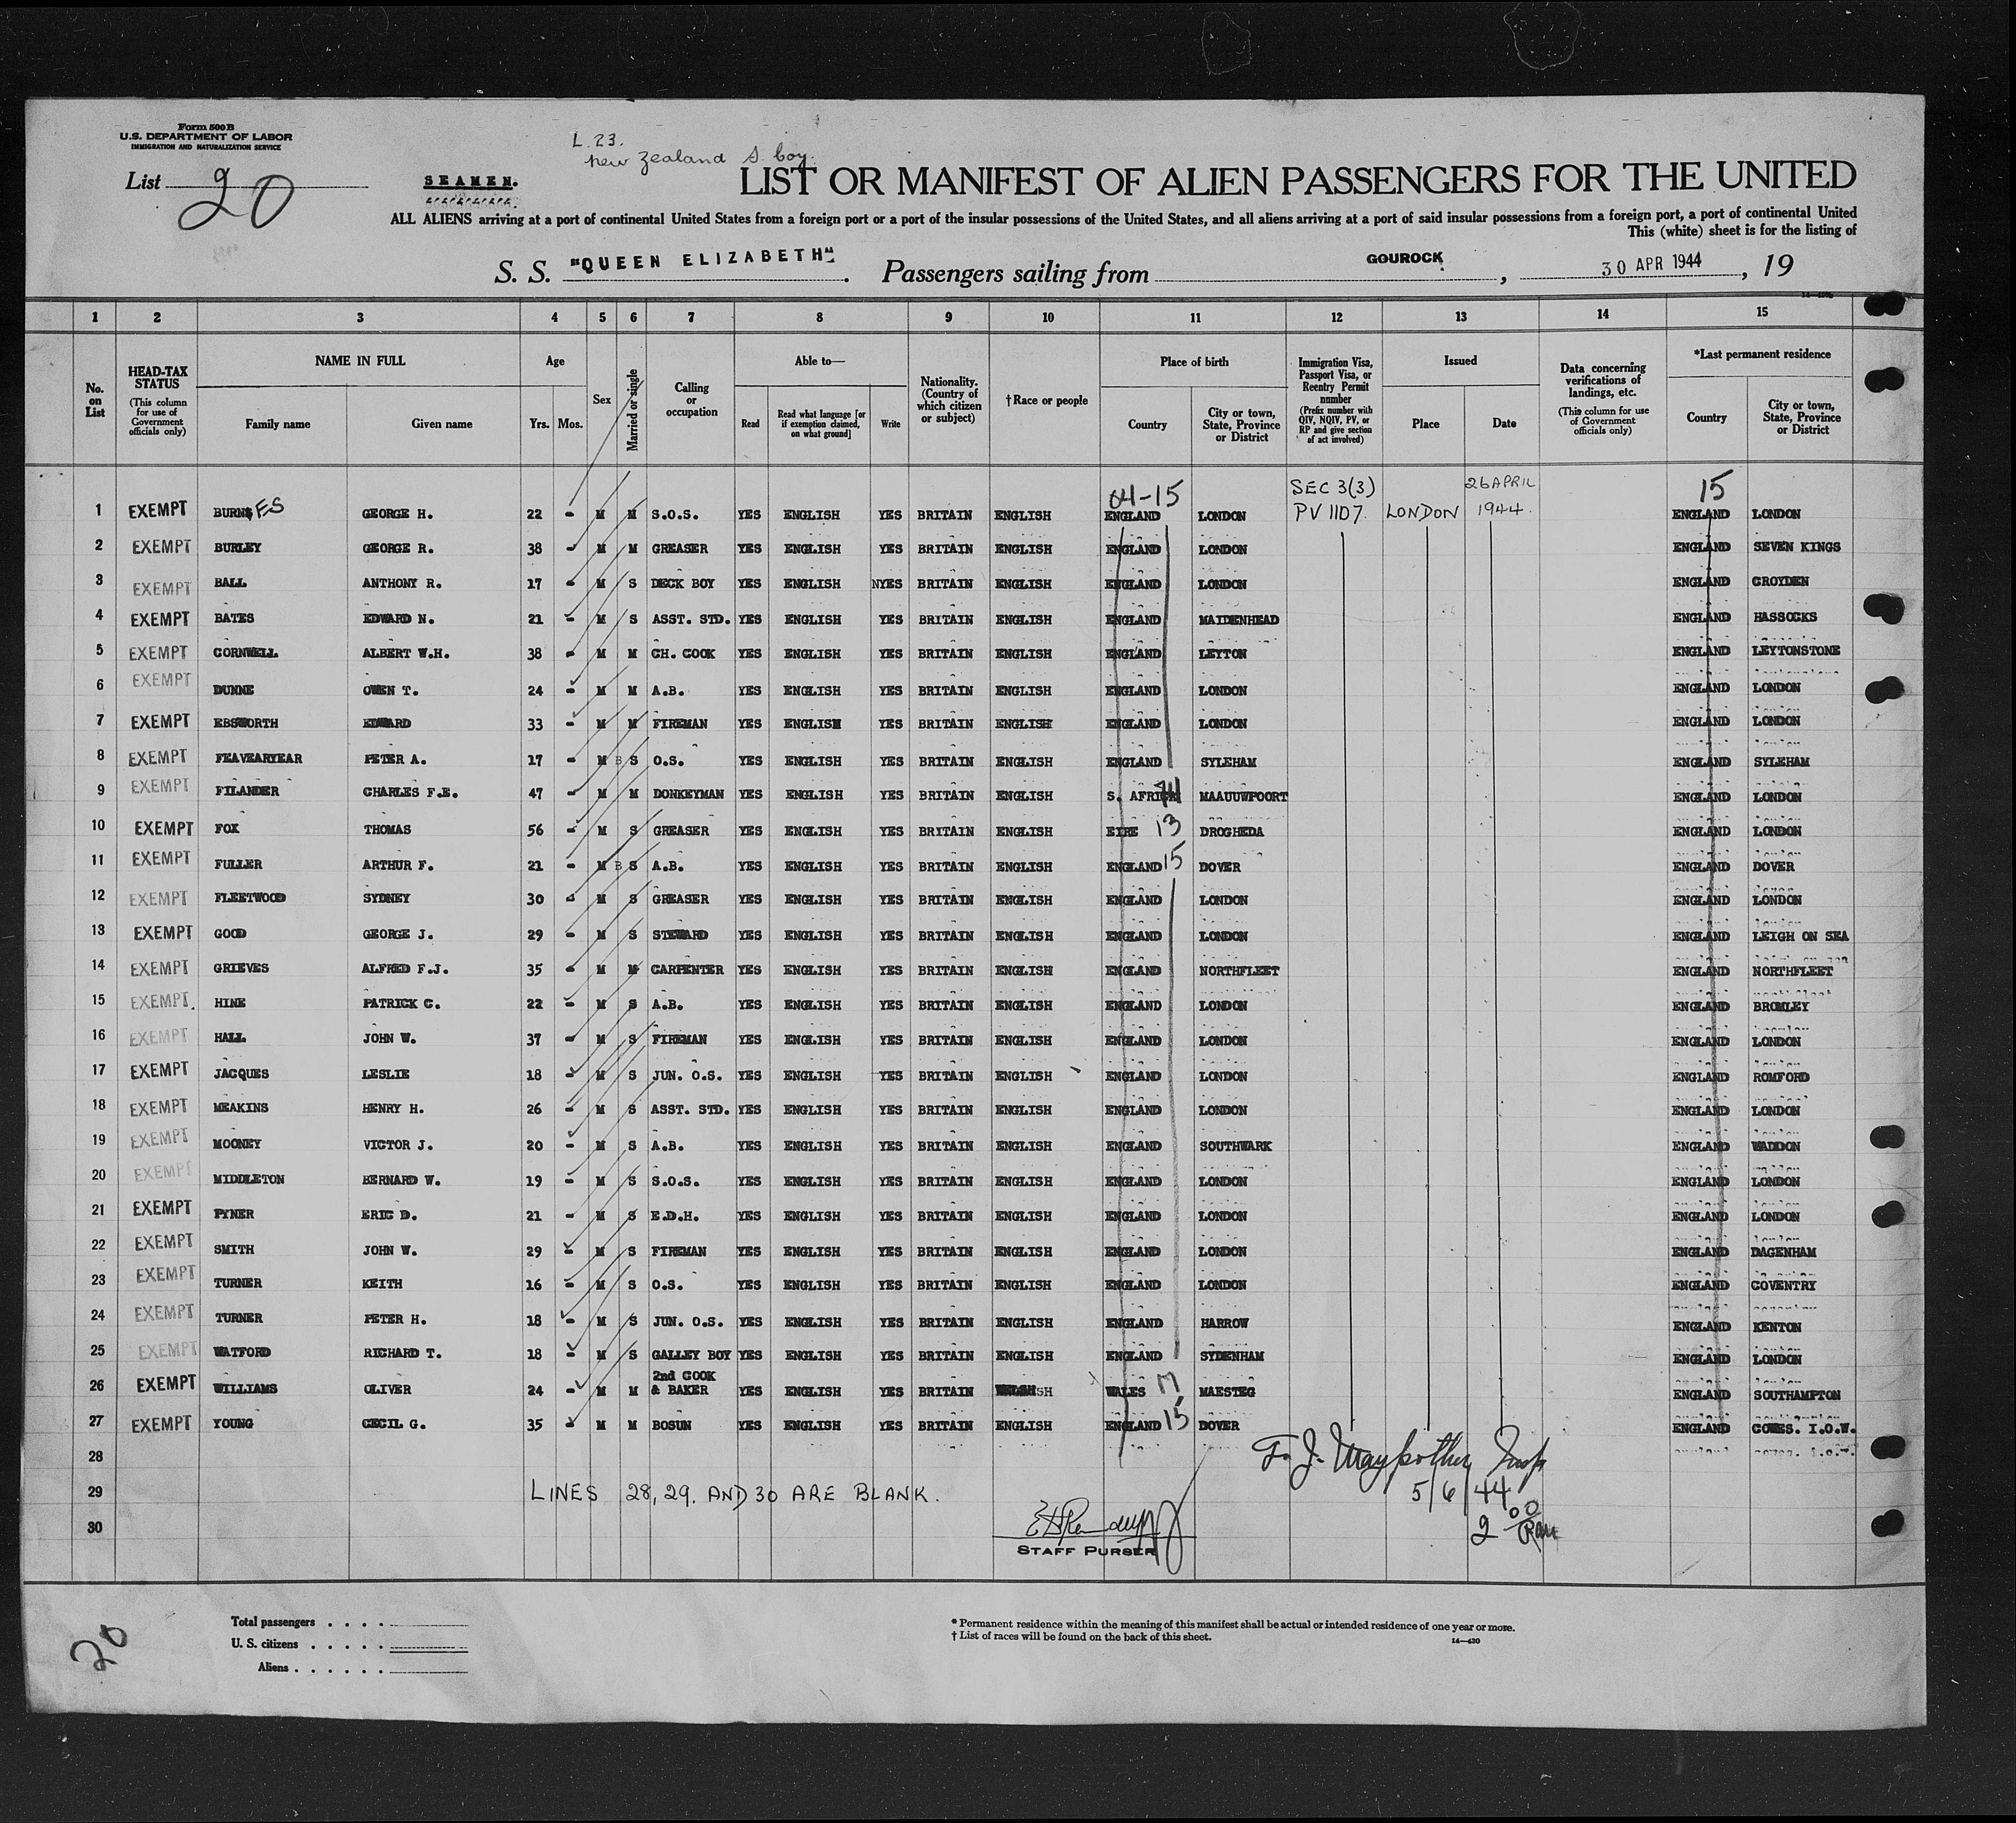 Form 500 B
U.S. DEPARTMENT OF LABOR
IMMIGRATION AND NATURALIZATION SERVICE
L. 23.
new zealand S. boy.
List 20
SEAMEN.
LIST OR MANIFEST OF ALIEN PASSENGERS FOR THE UNITED
ALL ALIENS arriving at a port of continental United States from a foreign port or a port of the insular possessions of the United States, and all aliens arriving at a port of said insular possessions from a foreign port, a port of continental United
This (white) sheet is for the listing of
S. S. "QUEEN ELIZABETH". Passengers sailing from GOUROCK, 30 APR 1944, 19
1 2 3 4 5 6 7 8 9 10 11 12 13 14 15
No. on List
HEAD-TAX STATUS (This column for use of Government officials only)
NAME IN FULL Family name Given name
Age Yrs. Mos.
Sex
Married or single
Calling or occupation
Able to— Read Read what language [or if exemption claimed, on what ground] Write
Nationality. (Country of which citizen or subject)
†Race or people
Place of birth Country City or town, State, Province or District
Immigration Visa, Passport Visa, or Reentry Permit number (Prefix number with QIV, NQIV, PV, or RP and give section of act involved)
Issued Place Date
Data concerning verifications of landings, etc. (This column for use of Government officials only)
*Last permanent residence Country City or town, State, Province or District
04-15 SEC 3(3) 26 APRIL 15
1 EXEMPT BURNES GEORGE H. 22 - M M S.O.S. YES ENGLISH YES BRITAIN ENGLISH ENGLAND LONDON PV 1107. LONDON 1944. ENGLAND LONDON
2 EXEMPT BURLEY GEORGE R. 38 - M M GREASER YES ENGLISH YES BRITAIN ENGLISH ENGLAND LONDON ENGLAND SEVEN KINGS
3 EXEMPT BALL ANTHONY R. 17 - M S DECK BOY YES ENGLISH NYES BRITAIN ENGLISH ENGLAND LONDON ENGLAND CROYDEN
4 EXEMPT BATES EDWARD N. 21 - M S ASST. STD. YES ENGLISH YES BRITAIN ENGLISH ENGLAND MAIDENHEAD ENGLAND HASSOCKS
5 EXEMPT CORNWELL ALBERT W.H. 38 - M M CH. COOK YES ENGLISH YES BRITAIN ENGLISH ENGLAND LEYTON ENGLAND LEYTONSTONE
6 EXEMPT DUNNE OWEN T. 24 - M M A.B. YES ENGLISH YES BRITAIN ENGLISH ENGLAND LONDON ENGLAND LONDON
7 EXEMPT EBSWORTH EDWARD 33 - M M FIREMAN YES ENGLISH YES BRITAIN ENGLISH ENGLAND LONDON ENGLAND LONDON
8 EXEMPT FEAVEARYEAR PETER A. 17 - M B S O.S. YES ENGLISH YES BRITAIN ENGLISH ENGLAND SYLEHAM ENGLAND SYLEHAM
9 EXEMPT FILANDER CHARLES F.E. 47 - M M DONKEYMAN YES ENGLISH YES BRITAIN ENGLISH S. AFRICA MAAUUWPOORT ENGLAND LONDON
10 EXEMPT FOX THOMAS 56 - M S GREASER YES ENGLISH YES BRITAIN ENGLISH EIRE 13 DROGHEDA ENGLAND LONDON
11 EXEMPT FULLER ARTHUR F. 21 - M B S A.B. YES ENGLISH YES BRITAIN ENGLISH ENGLAND 15 DOVER ENGLAND DOVER
12 EXEMPT FLEETWOOD SYDNEY 30 - M S GREASER YES ENGLISH YES BRITAIN ENGLISH ENGLAND LONDON ENGLAND LONDON
13 EXEMPT GOOD GEORGE J. 29 - M S STEWARD YES ENGLISH YES BRITAIN ENGLISH ENGLAND LONDON ENGLAND LEIGH ON SEA
14 EXEMPT GRIEVES ALFRED F.J. 35 - M M CARPENTER YES ENGLISH YES BRITAIN ENGLISH ENGLAND NORTHFLEET ENGLAND NORTHFLEET
15 EXEMPT HINE PATRICK C. 22 - M S A.B. YES ENGLISH YES BRITAIN ENGLISH ENGLAND LONDON ENGLAND BROMLEY
16 EXEMPT HALL JOHN W. 37 - M S FIREMAN YES ENGLISH YES BRITAIN ENGLISH ENGLAND LONDON ENGLAND LONDON
17 EXEMPT JACQUES LESLIE 18 - M S JUN. O.S. YES ENGLISH YES BRITAIN ENGLISH ENGLAND LONDON ENGLAND ROMFORD
18 EXEMPT MEAKINS HENRY H. 26 - M S ASST. STD. YES ENGLISH YES BRITAIN ENGLISH ENGLAND LONDON ENGLAND LONDON
19 EXEMPT MOONEY VICTOR J. 20 - M S A.B. YES ENGLISH YES BRITAIN ENGLISH ENGLAND SOUTHWARK ENGLAND WADDON
20 EXEMPT MIDDLETON BERNARD W. 19 - M S S.O.S. YES ENGLISH YES BRITAIN ENGLISH ENGLAND LONDON ENGLAND LONDON
21 EXEMPT PYNER ERIC D. 21 - M S E.D.H. YES ENGLISH YES BRITAIN ENGLISH ENGLAND LONDON ENGLAND LONDON
22 EXEMPT SMITH JOHN W. 29 - M S FIREMAN YES ENGLISH YES BRITAIN ENGLISH ENGLAND LONDON ENGLAND DAGENHAM
23 EXEMPT TURNER KEITH 16 - M S O.S. YES ENGLISH YES BRITAIN ENGLISH ENGLAND LONDON ENGLAND COVENTRY
24 EXEMPT TURNER PETER H. 18 - M S JUN. O.S. YES ENGLISH YES BRITAIN ENGLISH ENGLAND HARROW ENGLAND KENTON
25 EXEMPT WATFORD RICHARD T. 18 - M S GALLEY BOY YES ENGLISH YES BRITAIN ENGLISH ENGLAND SYDENHAM ENGLAND LONDON
26 EXEMPT WILLIAMS OLIVER 24 - M M 2nd COOK & BAKER YES ENGLISH YES BRITAIN WELSH WALES 17 MAESTEG ENGLAND SOUTHAMPTON
27 EXEMPT YOUNG CECIL G. 35 - M M BOSUN YES ENGLISH YES BRITAIN ENGLISH ENGLAND 15 DOVER ENGLAND COWES. I.O.W.
28
29 LINES 28, 29. AND 30 ARE BLANK. 5/6/44
30 2 00
STAFF PURSER
20
Total passengers . . . .
U. S. citizens . . . . .
Aliens . . . . . .
* Permanent residence within the meaning of this manifest shall be actual or intended residence of one year or more.
† List of races will be found on the back of this sheet.
14—430